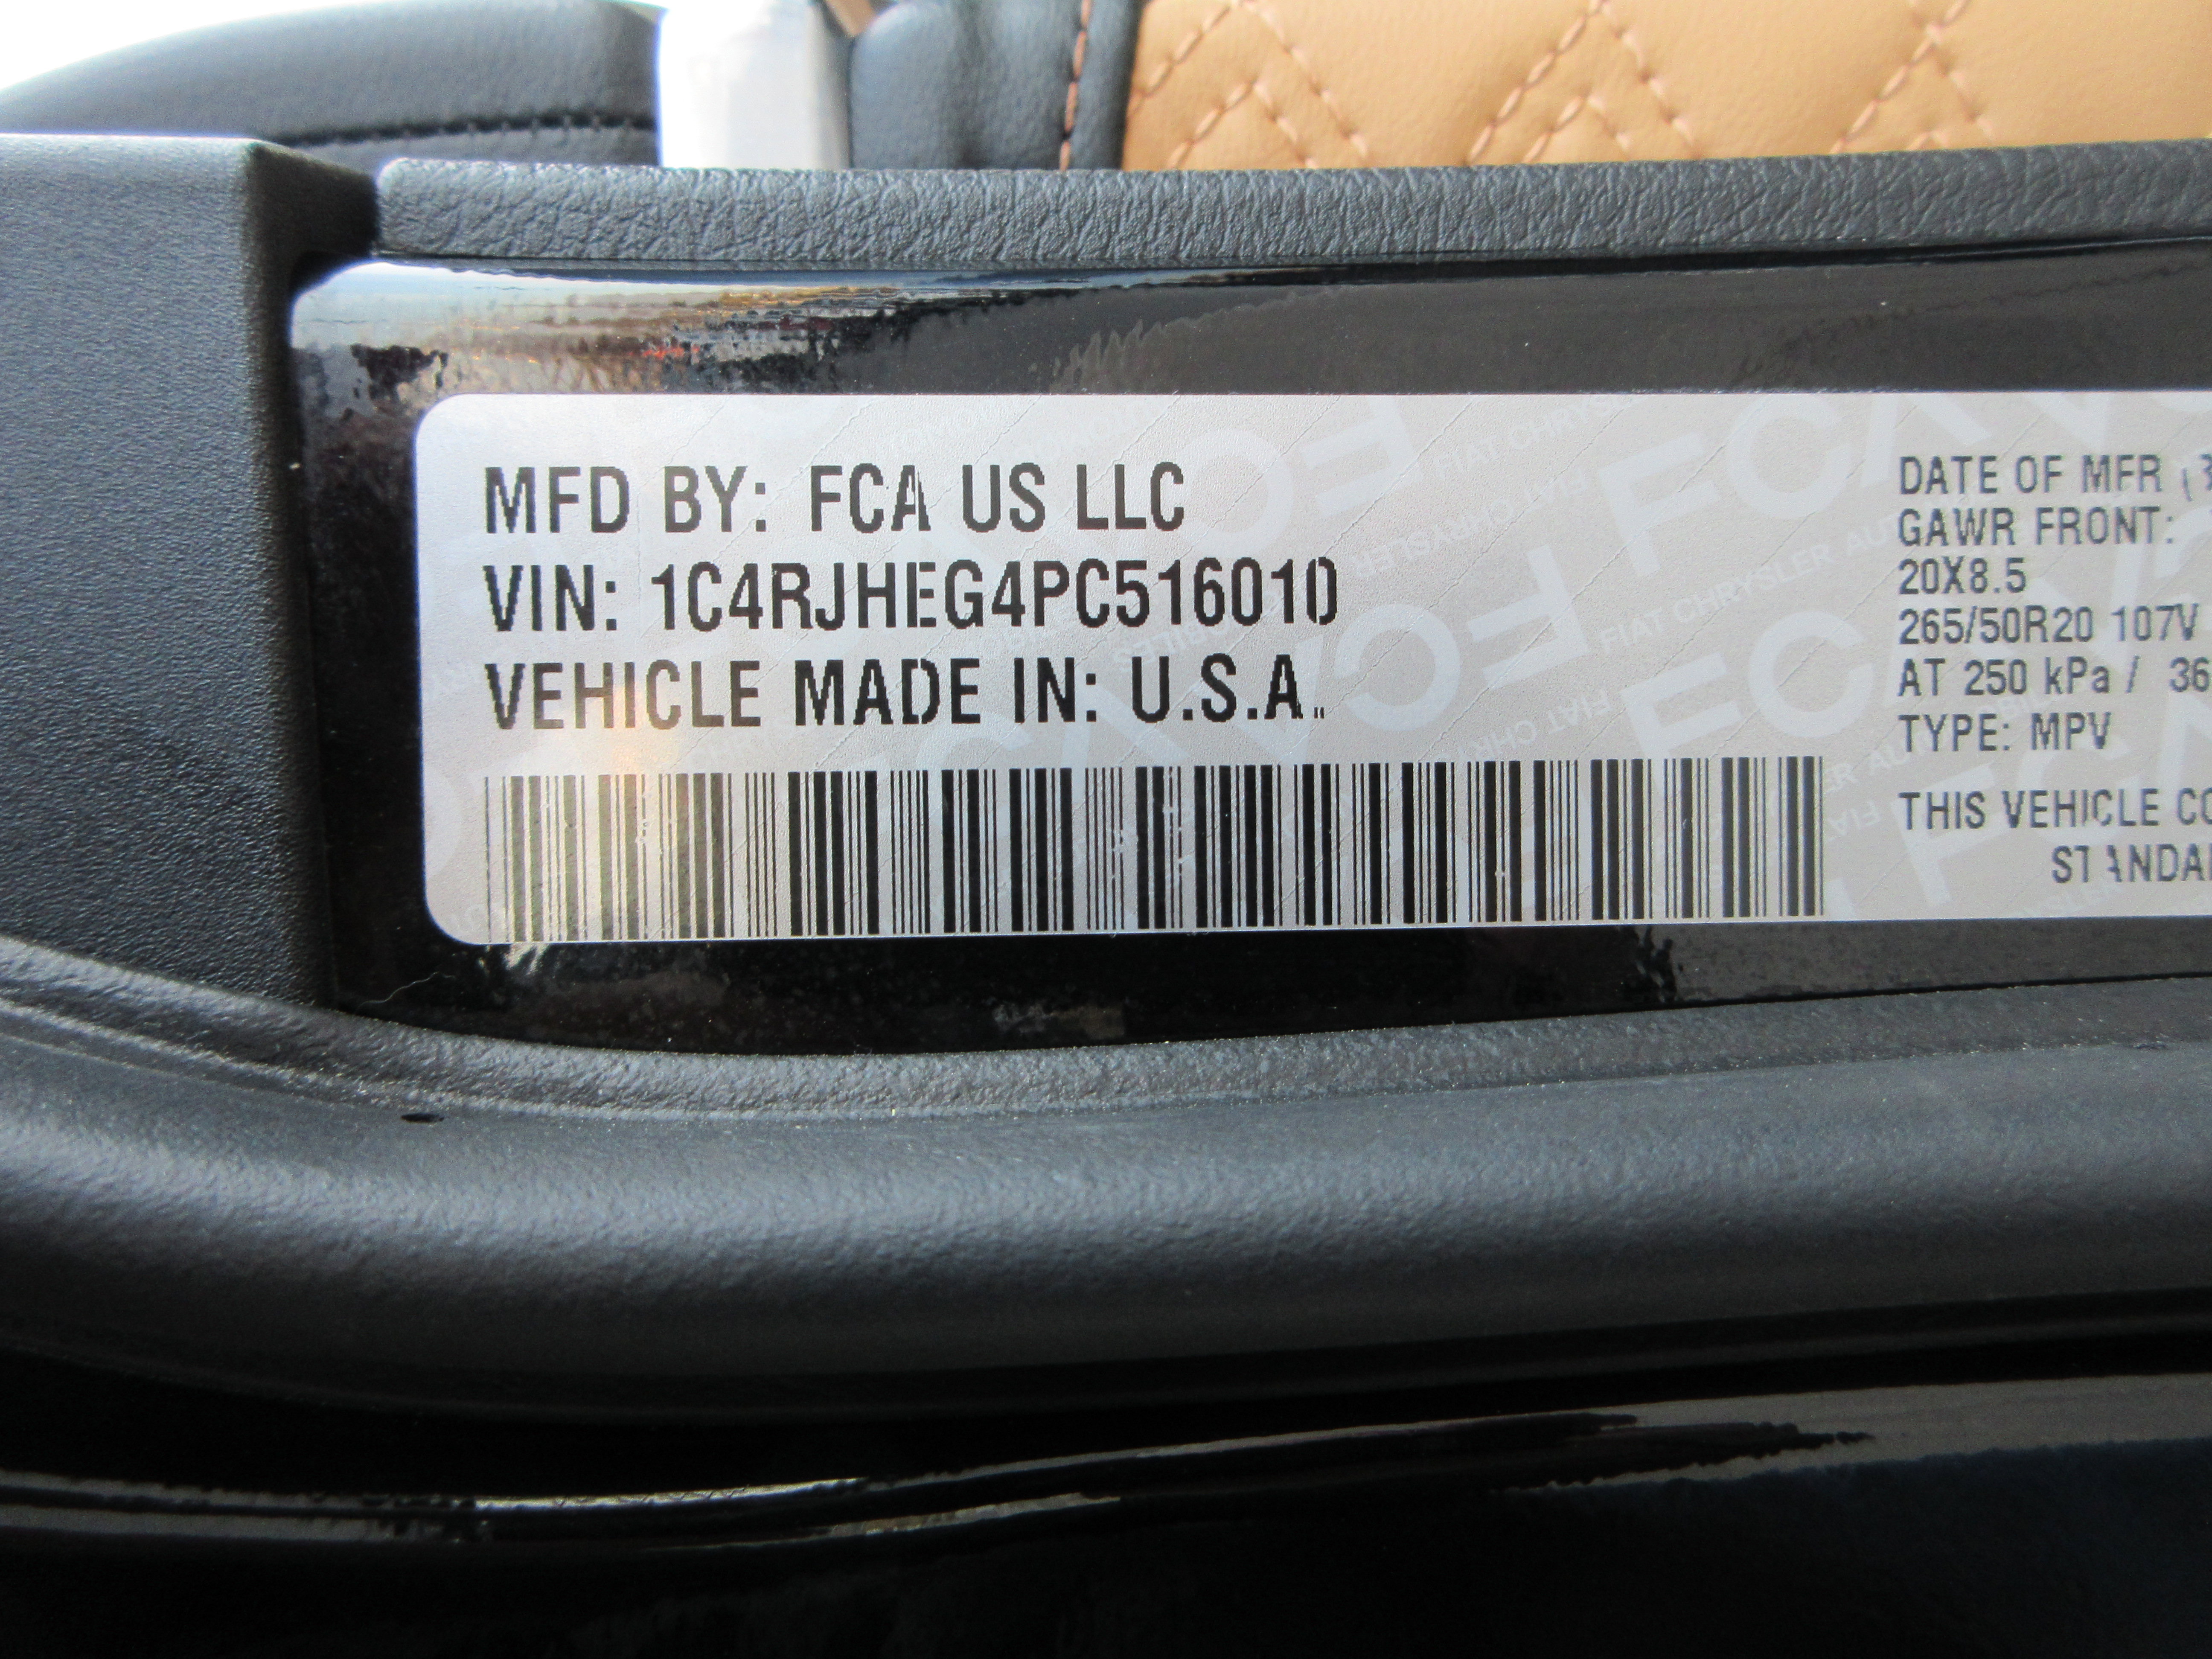 MFD BY: FCA US LLC
VIN: 1C4RJHEG4PC516010
VEHICLE MADE IN: U.S.A.
DATE OF MFR
GAWR FRONT:
20X8.5
265/50R20 107V
AT 250 kPa / 36
TYPE: MPV
THIS VEHICLE